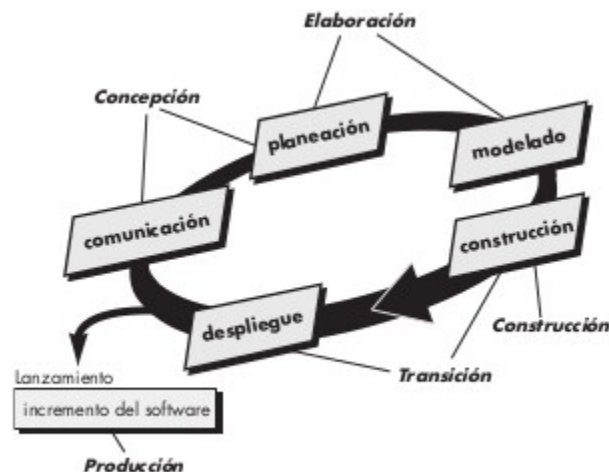 Elaboración
Concepción
planeación
modelado
comunicación
construcción
despliegue
Construcción
Transición
Lanzamiento
incremento del software
Producción